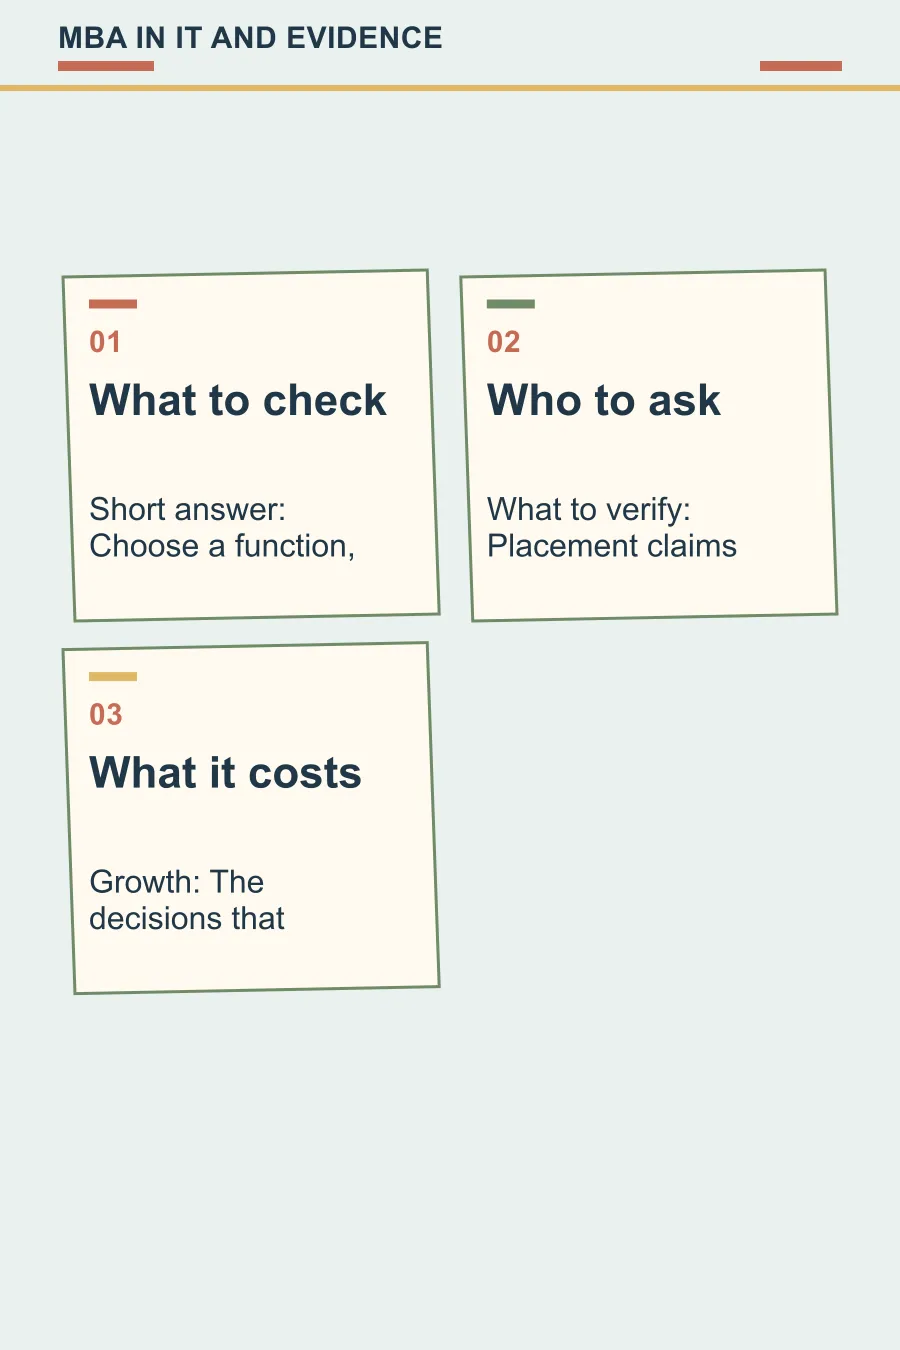 MBA IN IT AND EVIDENCE
01
What to check
Short answer:
Choose a function,
02
Who to ask
What to verify:
Placement claims
03
What it costs
Growth: The
decisions that